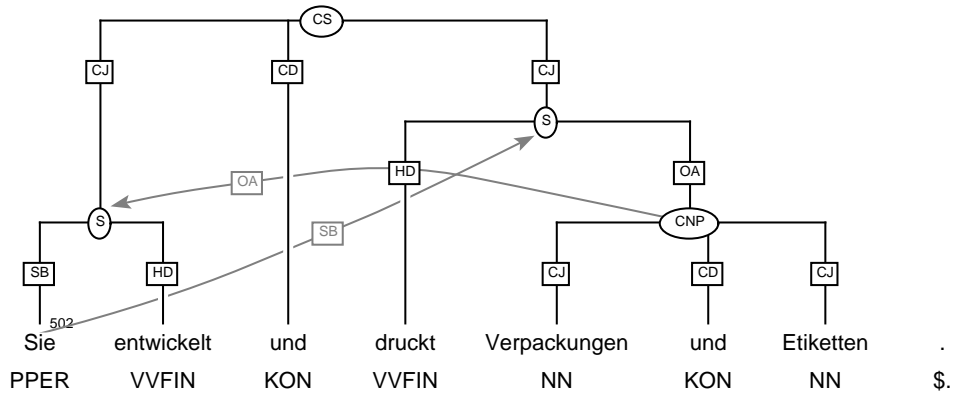 CS
CJ CD CJ
S
HD OA
OA
S SB CNP
SB HD CJ CD CJ
502
Sie entwickelt und druckt Verpackungen und Etiketten .
PPER VVFIN KON VVFIN NN KON NN $.